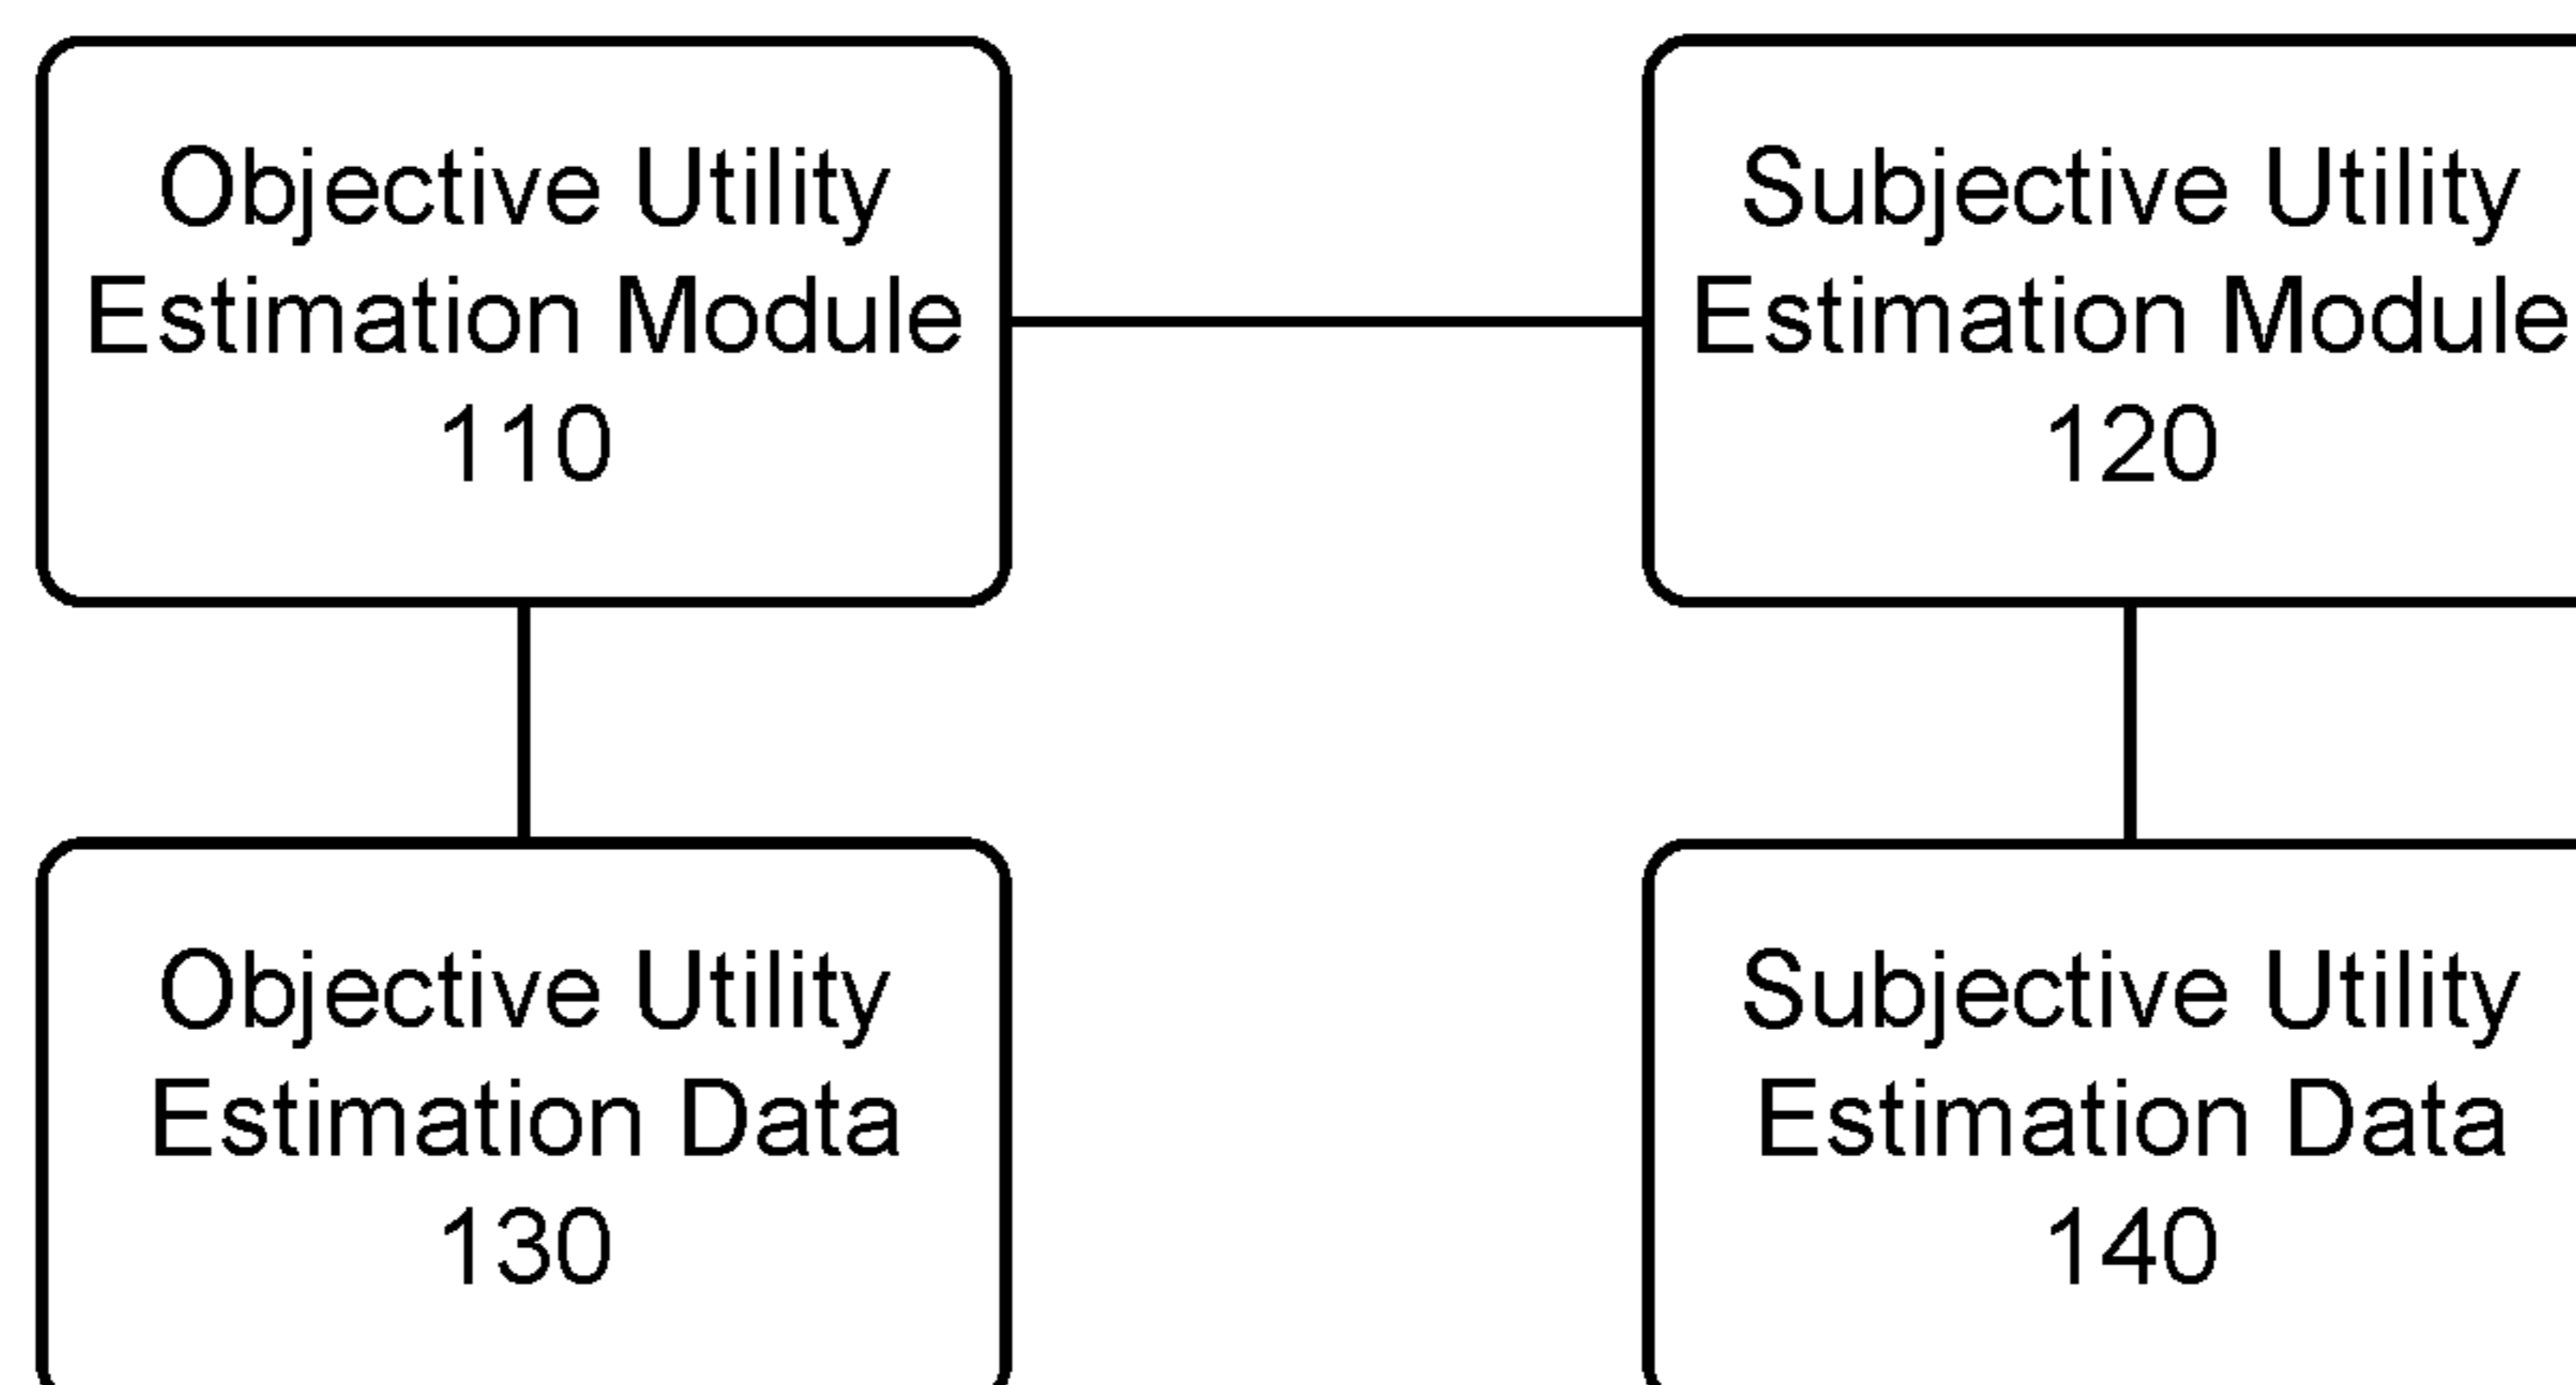 Objective Utility
Estimation Module
110
Subjective Utility
Estimation Module
120
Objective Utility
Estimation Data
130
Subjective Utility
Estimation Data
140